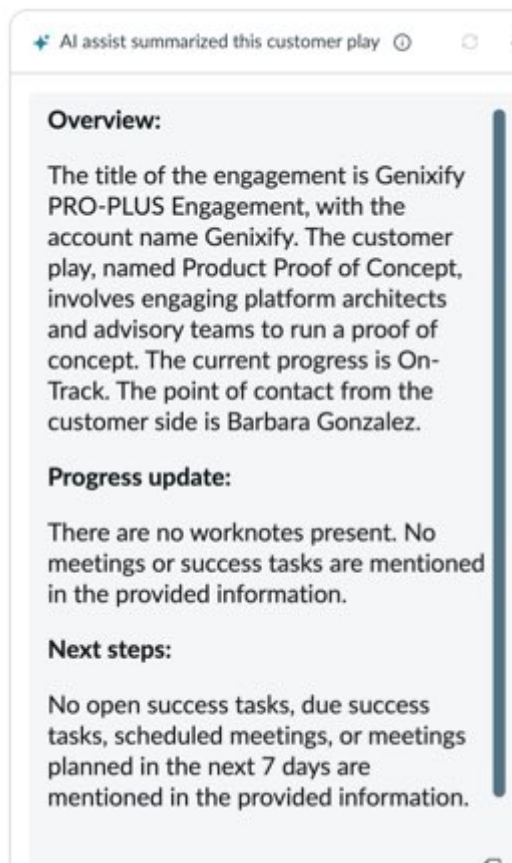 AI assist summarized this customer play
Overview:
The title of the engagement is Genixify
PRO-PLUS Engagement, with the
account name Genixify. The customer
play, named Product Proof of Concept,
involves engaging platform architects
and advisory teams to run a proof of
concept. The current progress is On-
Track. The point of contact from the
customer side is Barbara Gonzalez.
Progress update:
There are no worknotes present. No
meetings or success tasks are mentioned
in the provided information.
Next steps:
No open success tasks, due success
tasks, scheduled meetings, or meetings
planned in the next 7 days are
mentioned in the provided information.